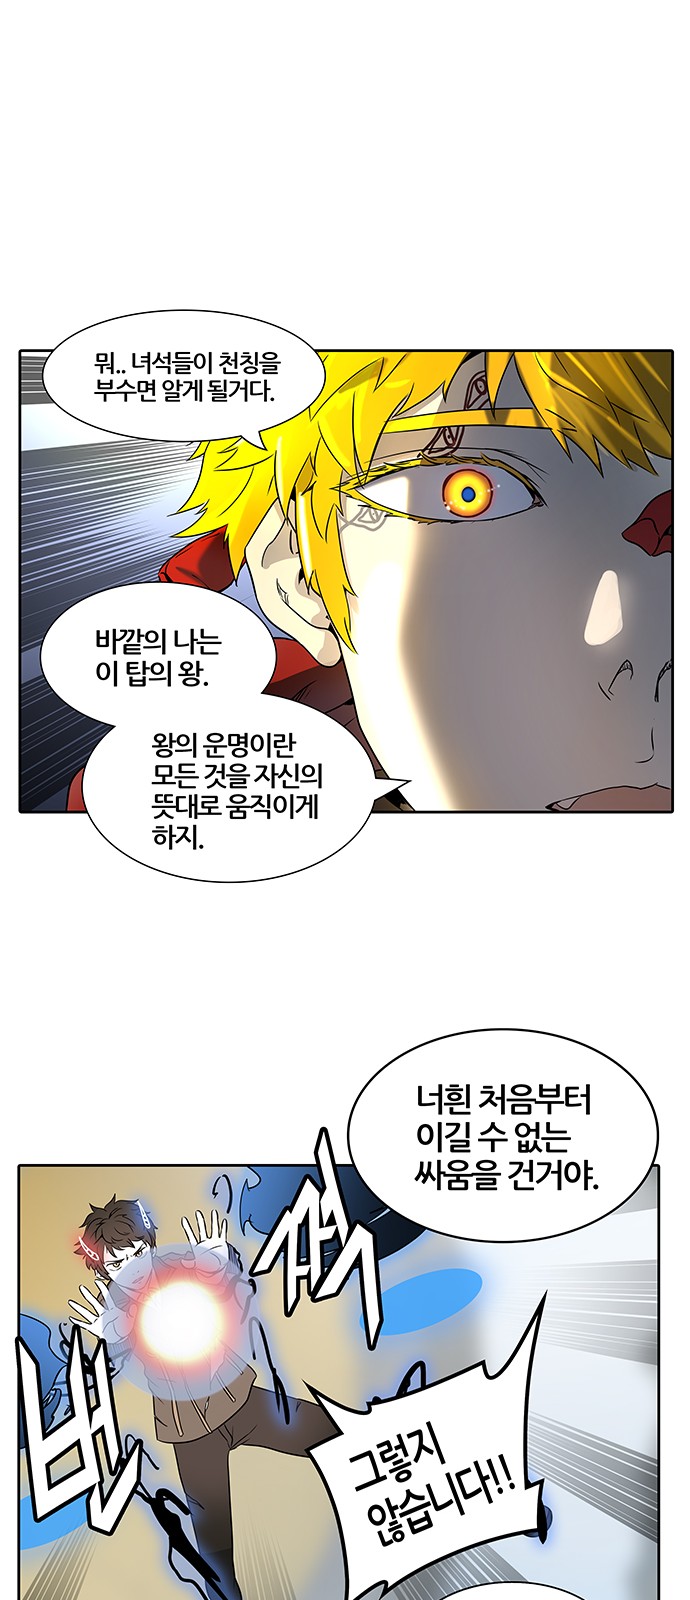 뭐.. 녀석들이 천칭을
부수면 알게 될거다.
바깥의 나는
이 탑의 왕.
왕의 운명이란
모든 것을 자신의
뜻대로 움직이게
하지.
너흰 처음부터
이길 수 없는
싸움을 건거야.
번
쩍
그렇지
않습니다!!